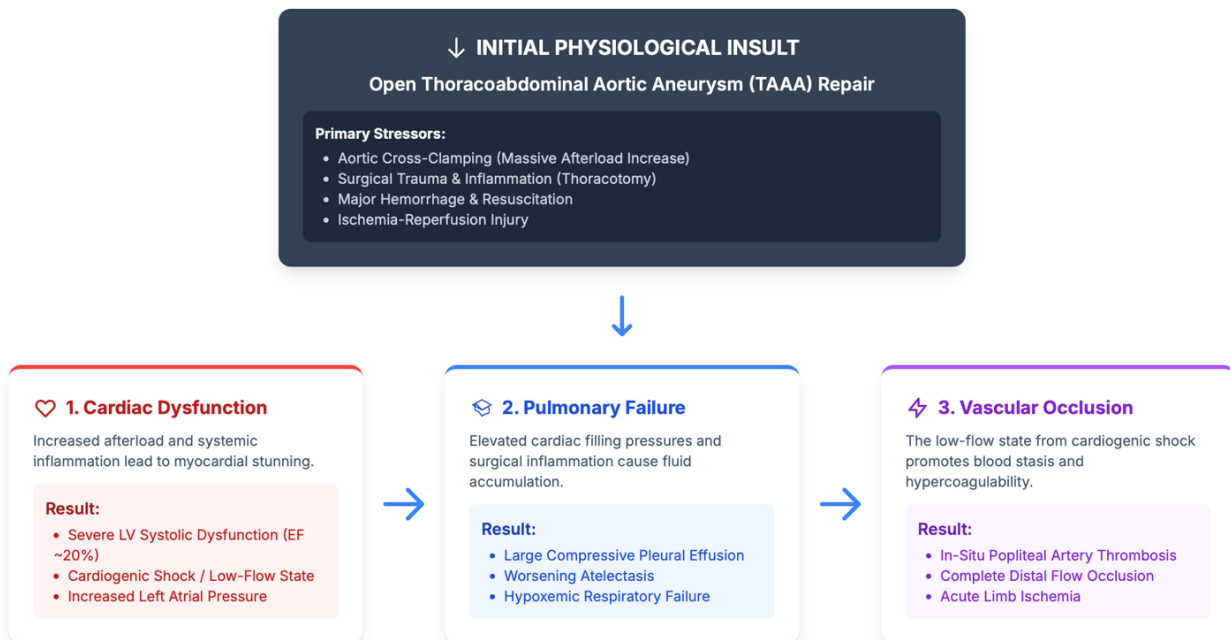 INITIAL PHYSIOLOGICAL INSULT
Open Thoracoabdominal Aortic Aneurysm (TAAA) Repair
Primary Stressors:
• Aortic Cross-Clamping (Massive Afterload Increase)
• Surgical Trauma & Inflammation (Thoracotomy)
• Major Hemorrhage & Resuscitation
• Ischemia-Reperfusion Injury
1. Cardiac Dysfunction
Increased afterload and systemic
inflammation lead to myocardial stunning.
Result:
• Severe LV Systolic Dysfunction (EF
~20%)
• Cardiogenic Shock / Low-Flow State
• Increased Left Atrial Pressure
2. Pulmonary Failure
Elevated cardiac filling pressures and
surgical inflammation cause fluid
accumulation.
Result:
• Large Compressive Pleural Effusion
• Worsening Atelectasis
• Hypoxemic Respiratory Failure
3. Vascular Occlusion
The low-flow state from cardiogenic shock
promotes blood stasis and
hypercoagulability.
Result:
• In-Situ Popliteal Artery Thrombosis
• Complete Distal Flow Occlusion
• Acute Limb Ischemia